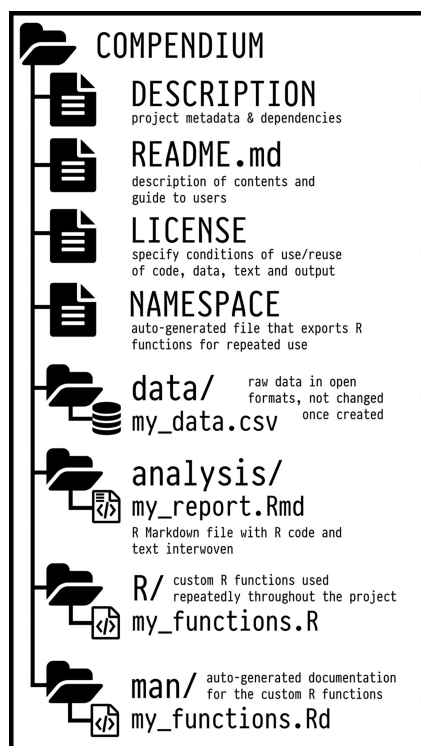 COMPENDIUM
DESCRIPTION
project metadata & dependencies
README.md
description of contents and
guide to users
LICENSE
specify conditions of use/reuse
of code, data, text and output
NAMESPACE
auto-generated file that exports R
functions for repeated use
data/
raw data in open
formats, not changed
once created
my_data.csv
analysis/
my_report.Rmd
R Markdown file with R code and
text interwoven
R/
custom R functions used
repeatedly throughout the project
my_functions.R
man/
auto-generated documentation
for the custom R functions
my_functions.Rd